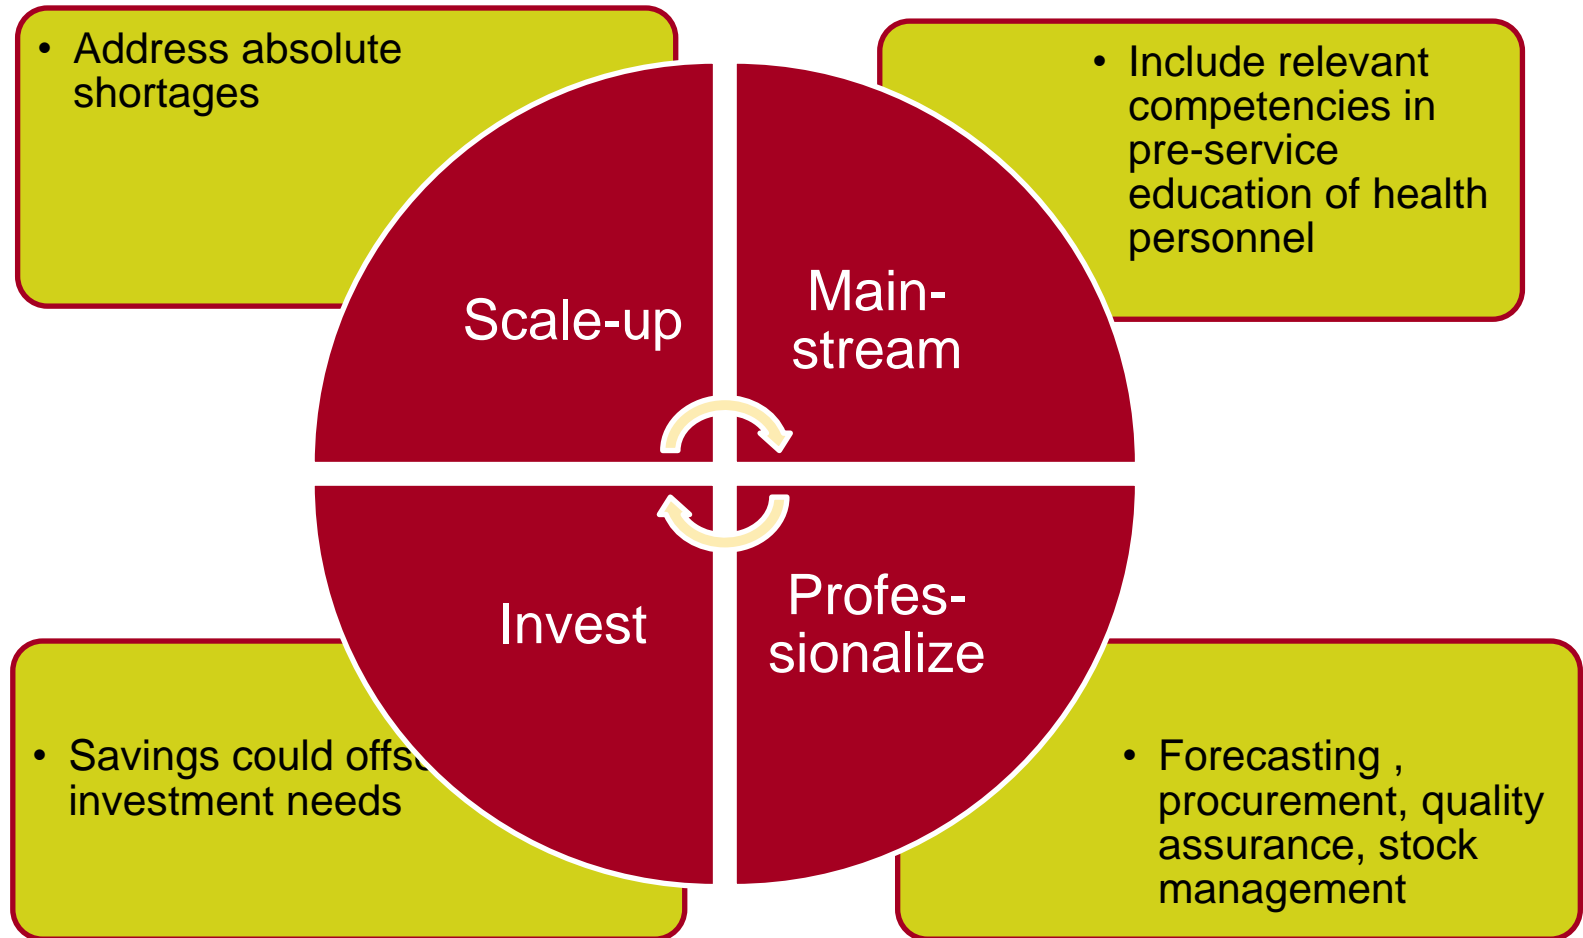 • Address absolute
shortages
• Include relevant
competencies in
pre-service
education of health
personnel
Scale-up
Main-
stream
Invest
Profes-
sionalize
• Savings could
investment needs
• Forecasting ,
procurement, quality
assurance, stock
management